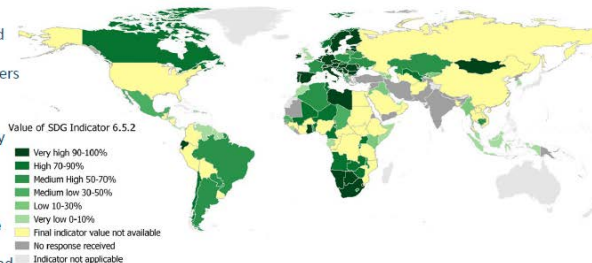 ers
Value of SDG Indicator 6.5.2
Very high 90-100%
High 70-90%
Medium High 50-70%
Medium low 30-50%
Low 10-30%
Very low 0-10%
Final indicator value not available
No response received
Indicator not applicable